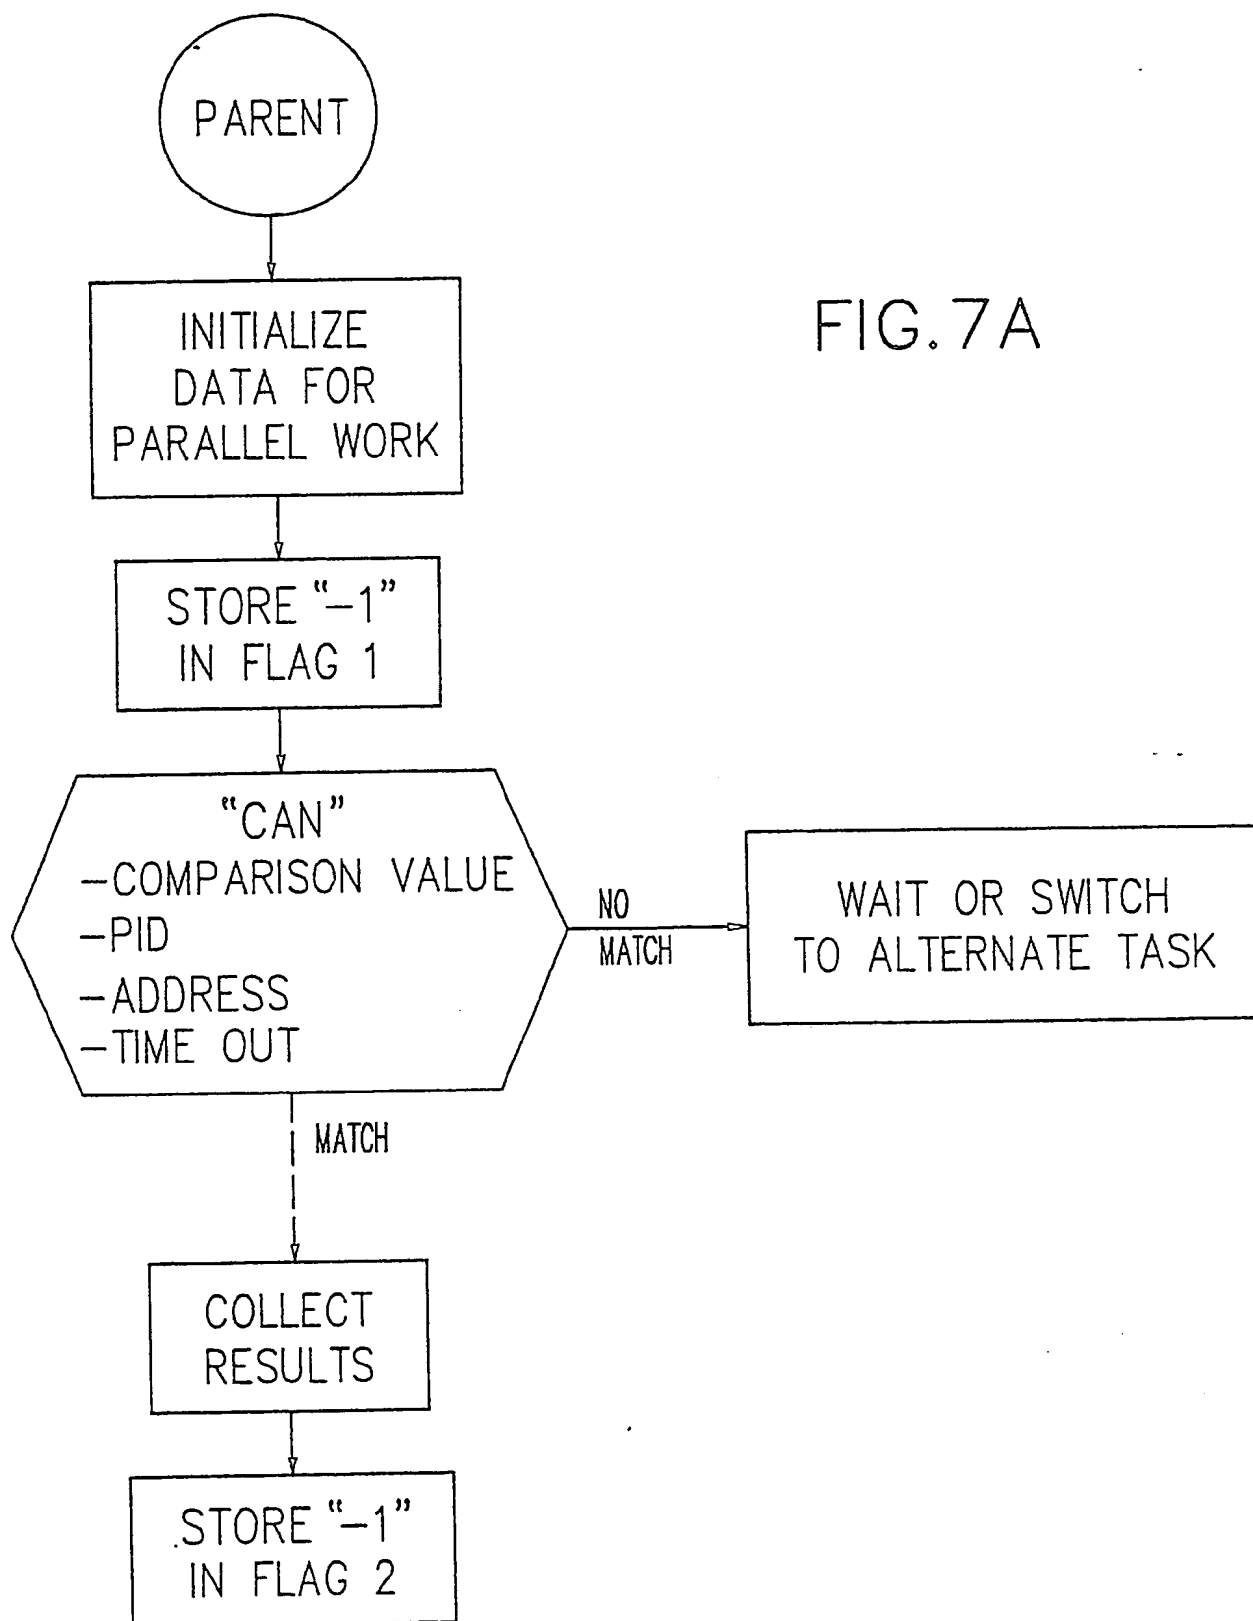 PARENT
INITIALIZE
DATA FOR
PARALLEL WORK
FIG. 7A
STORE “–1”
IN FLAG 1
“CAN”
–COMPARISON VALUE
–PID
–ADDRESS
–TIME OUT
NO
MATCH
WAIT OR SWITCH
TO ALTERNATE TASK
MATCH
COLLECT
RESULTS
STORE “–1”
IN FLAG 2